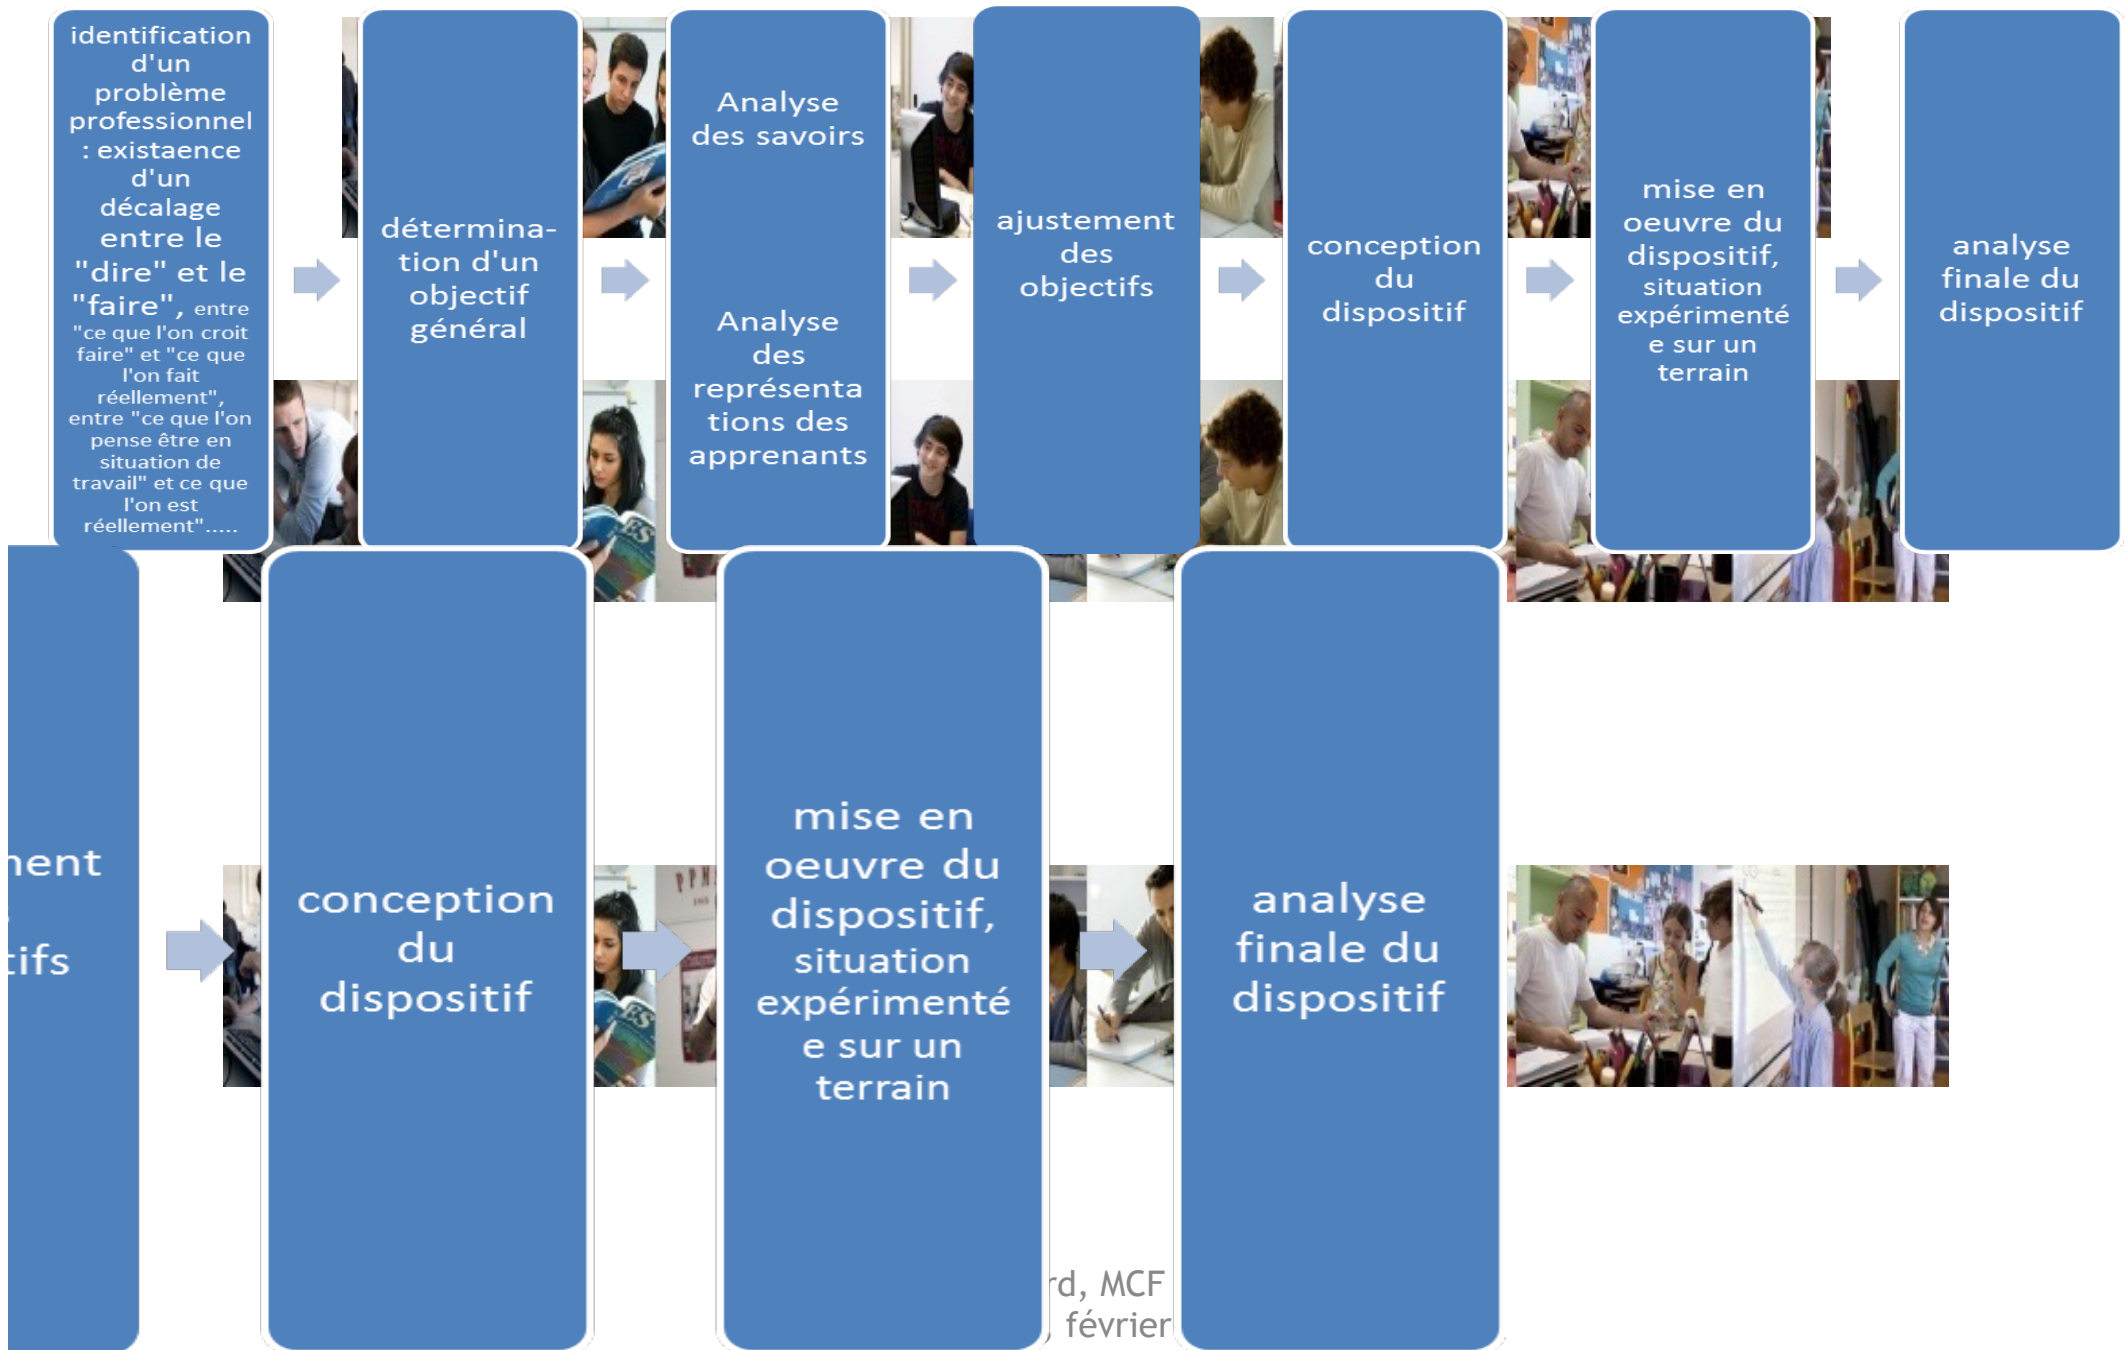 identification
d'un
problème
professionnel
: existaence
d'un
décalage
entre le
"dire" et le
"faire", entre
"ce que l'on croit
faire" et "ce que
l'on fait
réellement",
entre "ce que l'on
pense être en
situation de
travail" et ce que
l'on est
réellement".....
détermina-
tion d'un
objectif
général
Analyse
des savoirs
Analyse
des
représenta
tions des
apprenants
ajustement
des
objectifs
conception
du
dispositif
mise en
oeuvre du
dispositif,
situation
expérimenté
e sur un
terrain
analyse
finale du
dispositif
nent
tifs
conception
du
dispositif
mise en
oeuvre du
dispositif,
situation
expérimenté
e sur un
terrain
analyse
finale du
dispositif
rd, MCF
février